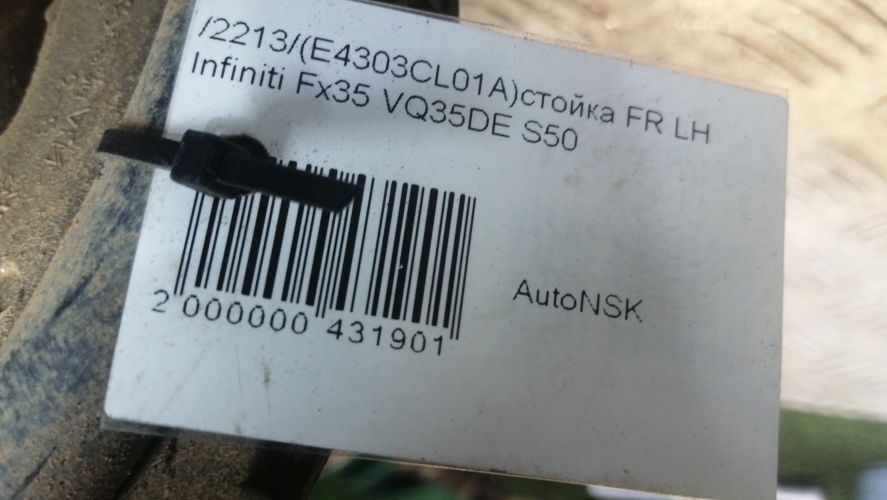 /2213/(E4303CL01A)стойка FR LH
Infiniti Fx35 VQ35DE S50
AutoNSK
2 000000 431901